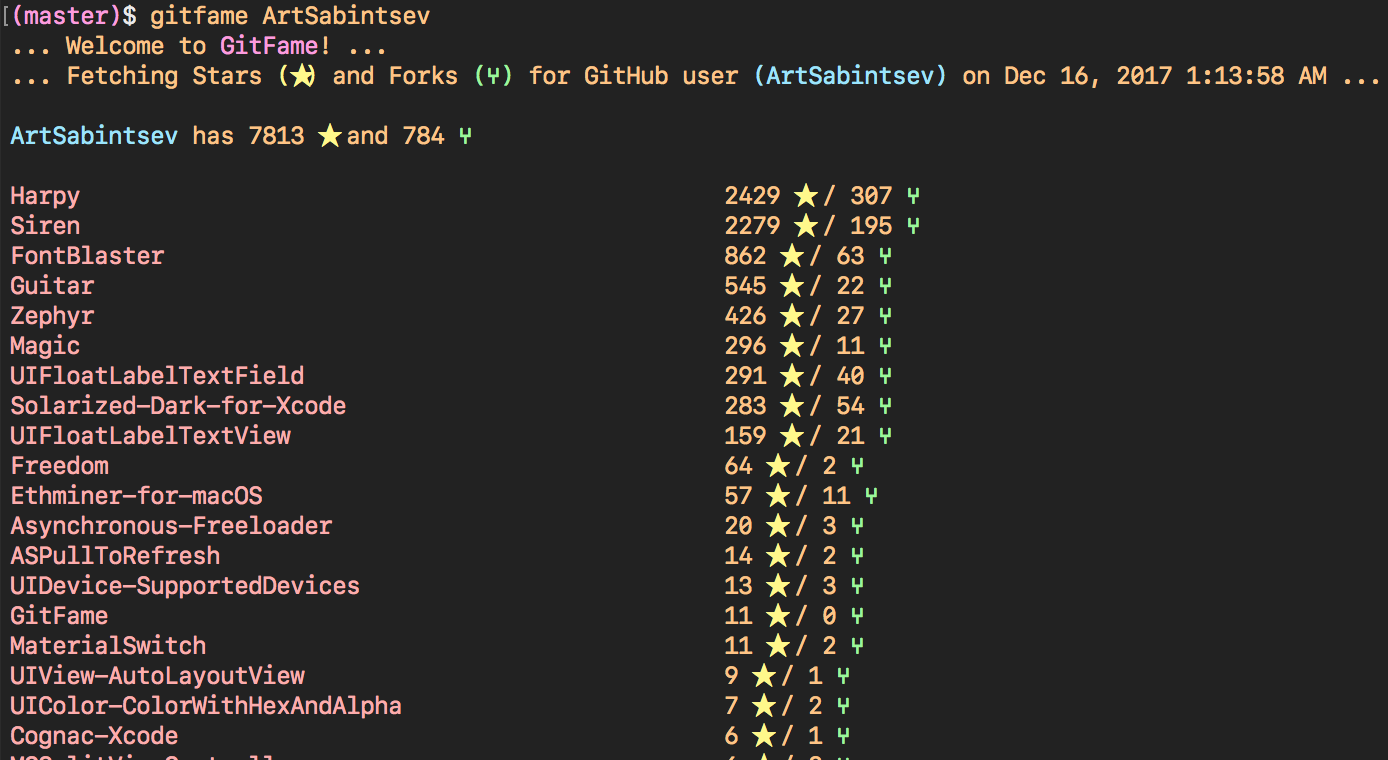 [(master)$ gitfame ArtSabintsev
... Welcome to GitFame! ...
... Fetching Stars (⭐) and Forks (⑂) for GitHub user (ArtSabintsev) on Dec 16, 2017 1:13:58 AM ...
ArtSabintsev has 7813 ⭐ and 784 ⑂
Harpy 2429 ⭐/ 307 ⑂
Siren 2279 ⭐/ 195 ⑂
FontBlaster 862 ⭐/ 63 ⑂
Guitar 545 ⭐/ 22 ⑂
Zephyr 426 ⭐/ 27 ⑂
Magic 296 ⭐/ 11 ⑂
UIFloatLabelTextField 291 ⭐/ 40 ⑂
Solarized-Dark-for-Xcode 283 ⭐/ 54 ⑂
UIFloatLabelTextView 159 ⭐/ 21 ⑂
Freedom 64 ⭐/ 2 ⑂
Ethminer-for-macOS 57 ⭐/ 11 ⑂
Asynchronous-Freeloader 20 ⭐/ 3 ⑂
ASPullToRefresh 14 ⭐/ 2 ⑂
UIDevice-SupportedDevices 13 ⭐/ 3 ⑂
GitFame 11 ⭐/ 0 ⑂
MaterialSwitch 11 ⭐/ 2 ⑂
UIView-AutoLayoutView 9 ⭐/ 1 ⑂
UIColor-ColorWithHexAndAlpha 7 ⭐/ 2 ⑂
Cognac-Xcode 6 ⭐/ 1 ⑂